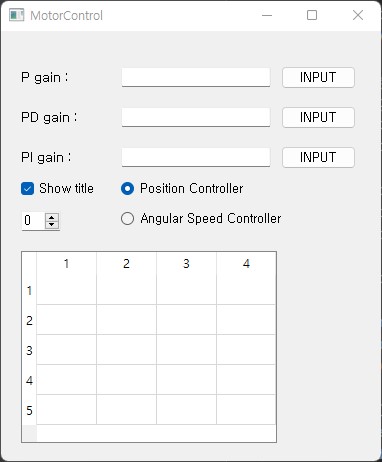 MotorControl
P gain : INPUT
PD gain : INPUT
PI gain : INPUT
Show title Position Controller
0 Angular Speed Controller
1 2 3 4
1
2
3
4
5